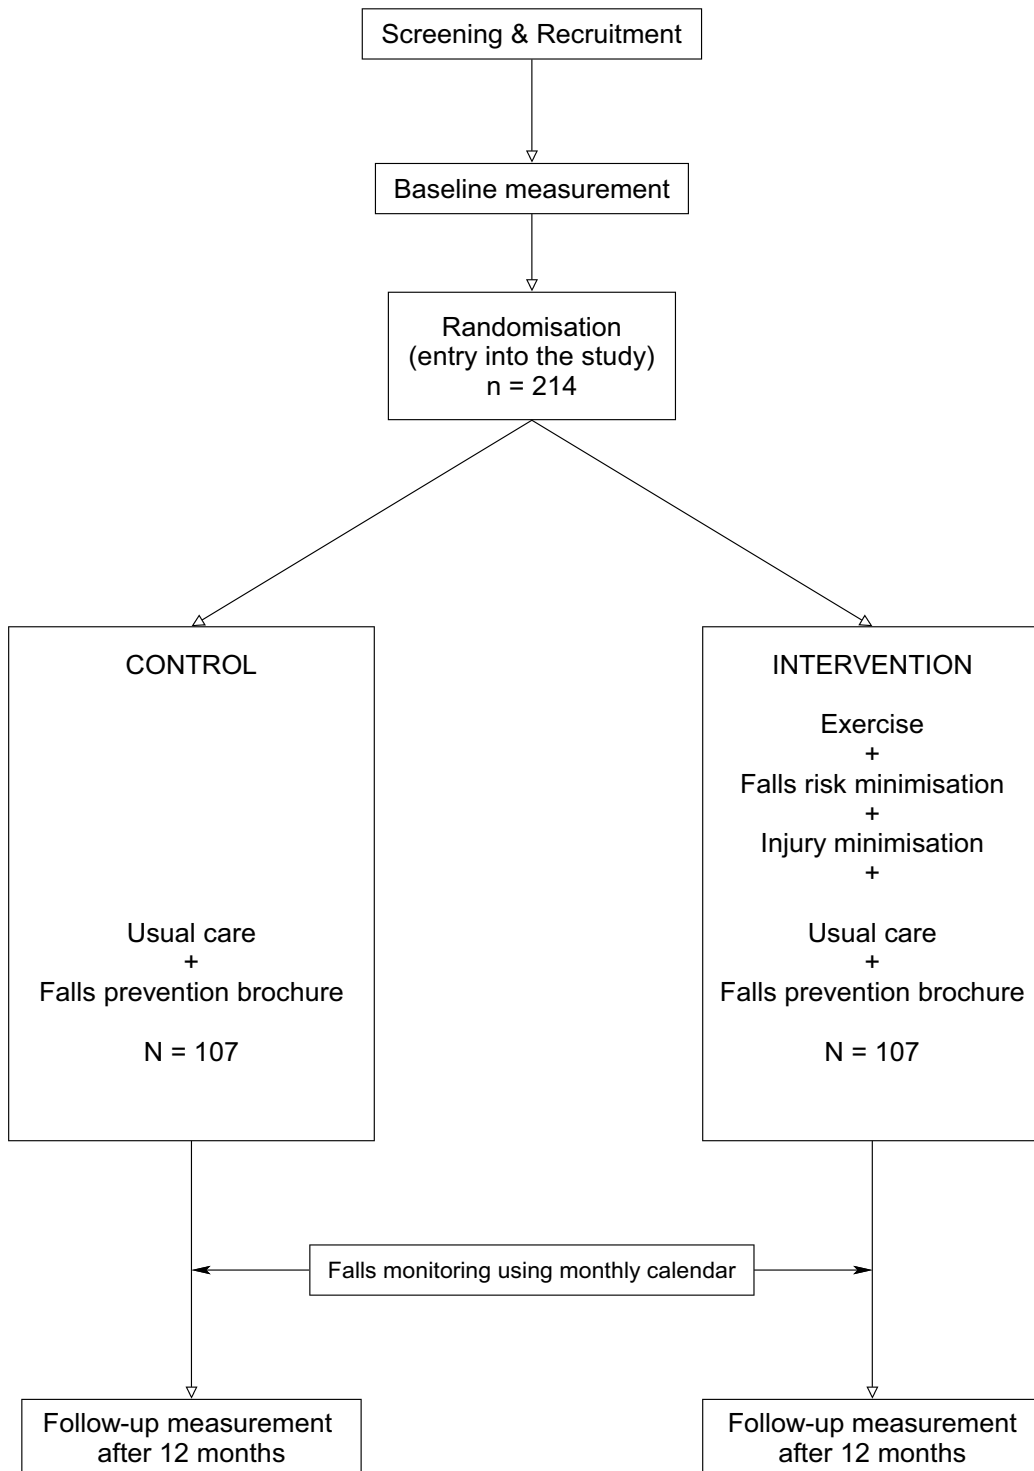 Screening & Recruitment
Baseline measurement
Randomisation
(entry into the study)
n = 214
CONTROL
Usual care
+
Falls prevention brochure
N = 107
INTERVENTION
Exercise
+
Falls risk minimisation
+
Injury minimisation
+
Usual care
+
Falls prevention brochure
N = 107
Falls monitoring using monthly calendar
Follow-up measurement
after 12 months
Follow-up measurement
after 12 months